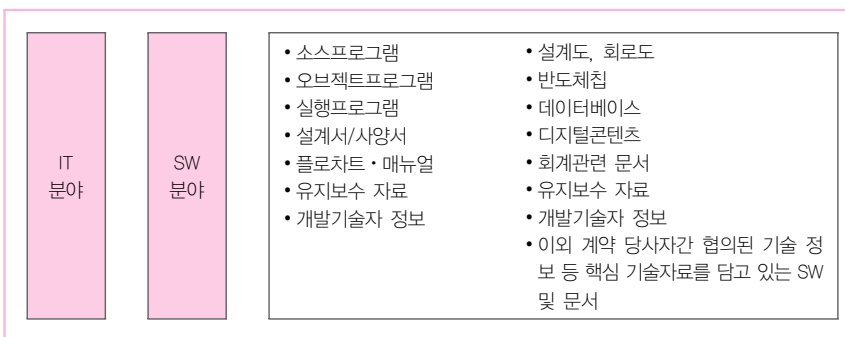 IT
분야
SW
분야
•소스프로그램
•오브젝트프로그램
•실행프로그램
•설계서/사양서
•플로차트・매뉴얼
•유지보수 자료
•개발기술자 정보
•설계도, 회로도
•반도체칩
•데이터베이스
•디지털콘텐츠
•회계관련 문서
•유지보수 자료
•개발기술자 정보
•이외 계약 당사자간 협의된 기술 정
보 등 핵심 기술자료를 담고 있는 SW
및 문서